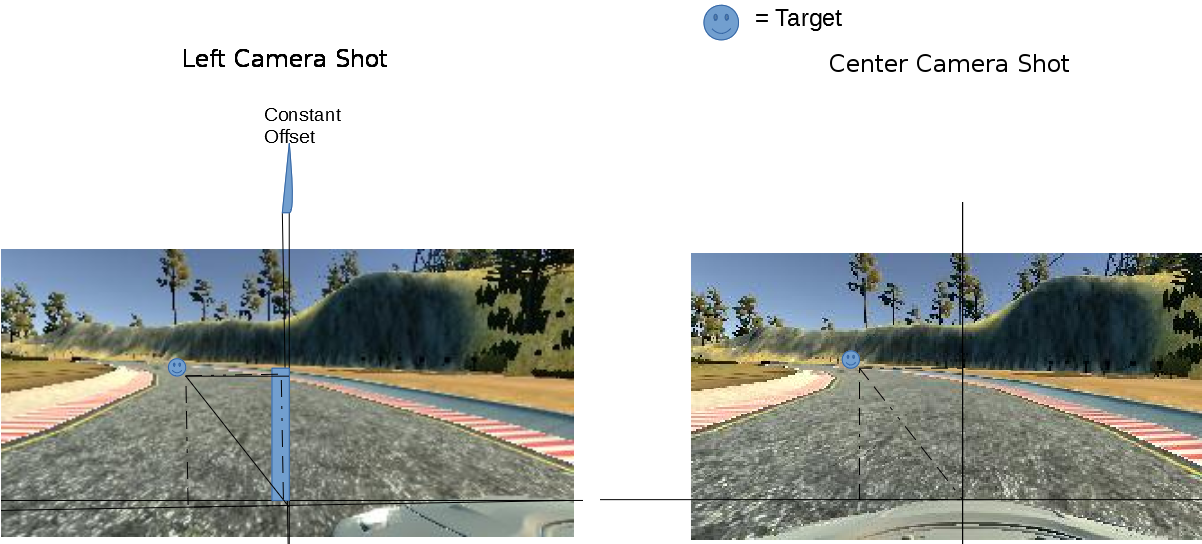 = Target
Left Camera Shot
Center Camera Shot
Constant
Offset